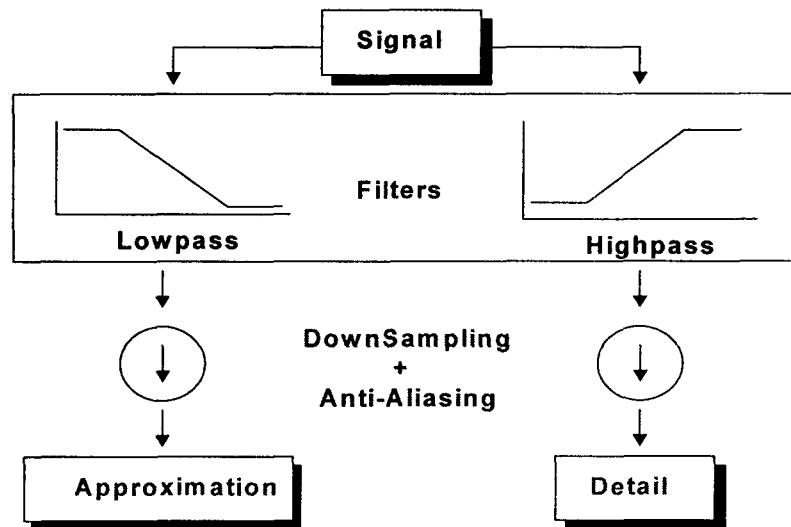 Signal
Filters
Lowpass
Highpass
DownSampling
+
Anti-Aliasing
Approximation
Detail